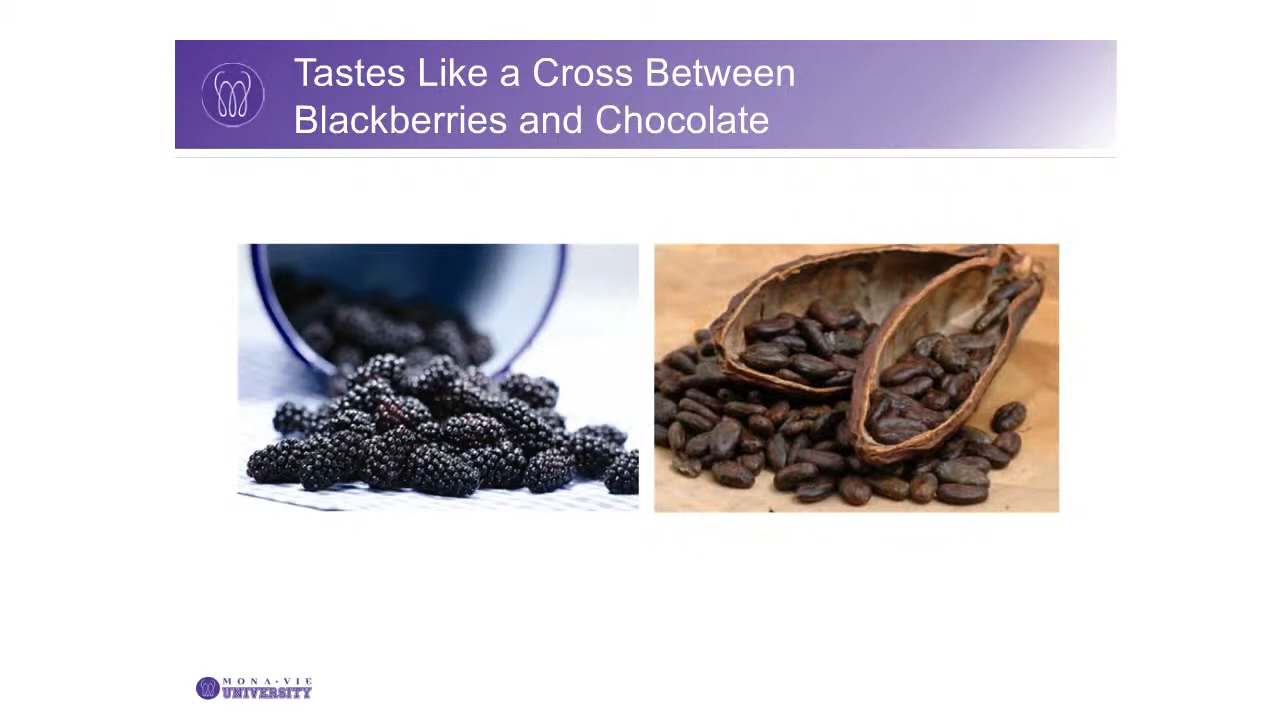 Tastes Like a Cross Between
Blackberries and Chocolate
MONA·VIE
UNIVERSITY